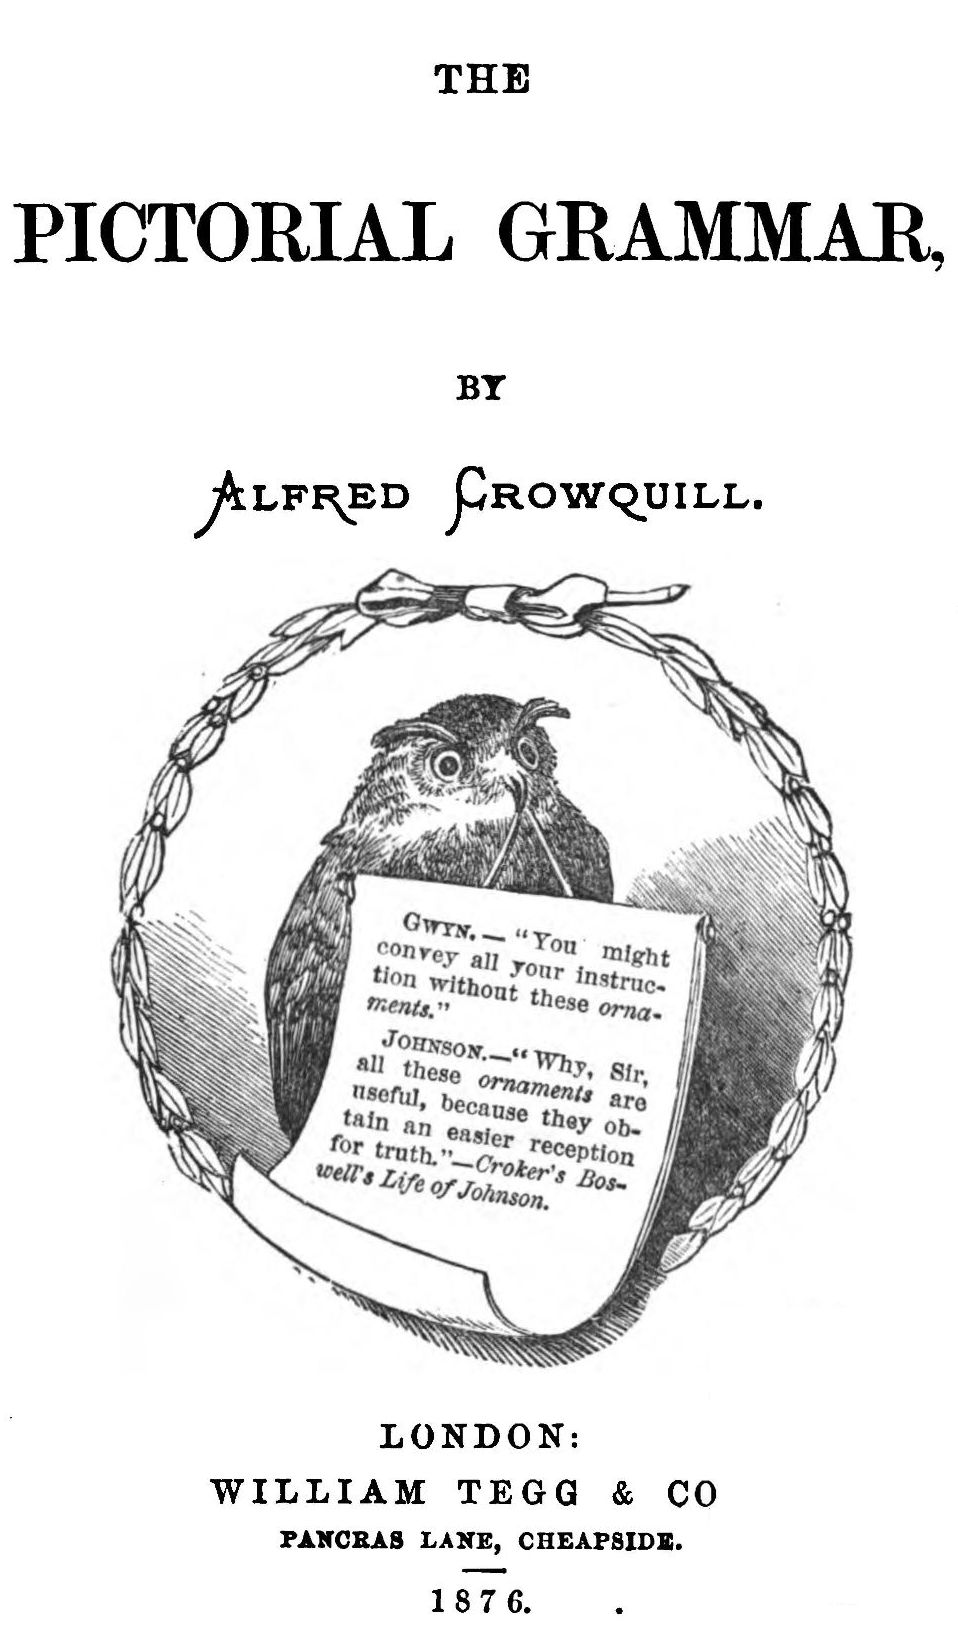 THE
PICTORIAL GRAMMAR,
BY
ALFRED CROWQUILL.
GWYN.—"You might
convey all your instruc-
tion without these orna-
ments."
JOHNSON.—"Why, Sir,
all these ornaments are
useful, because they ob-
tain an easier reception
for truth."—Croker's Bos-
well's Life of Johnson.
LONDON:
WILLIAM TEGG & CO
PANCRAS LANE, CHEAPSIDE.
1876.